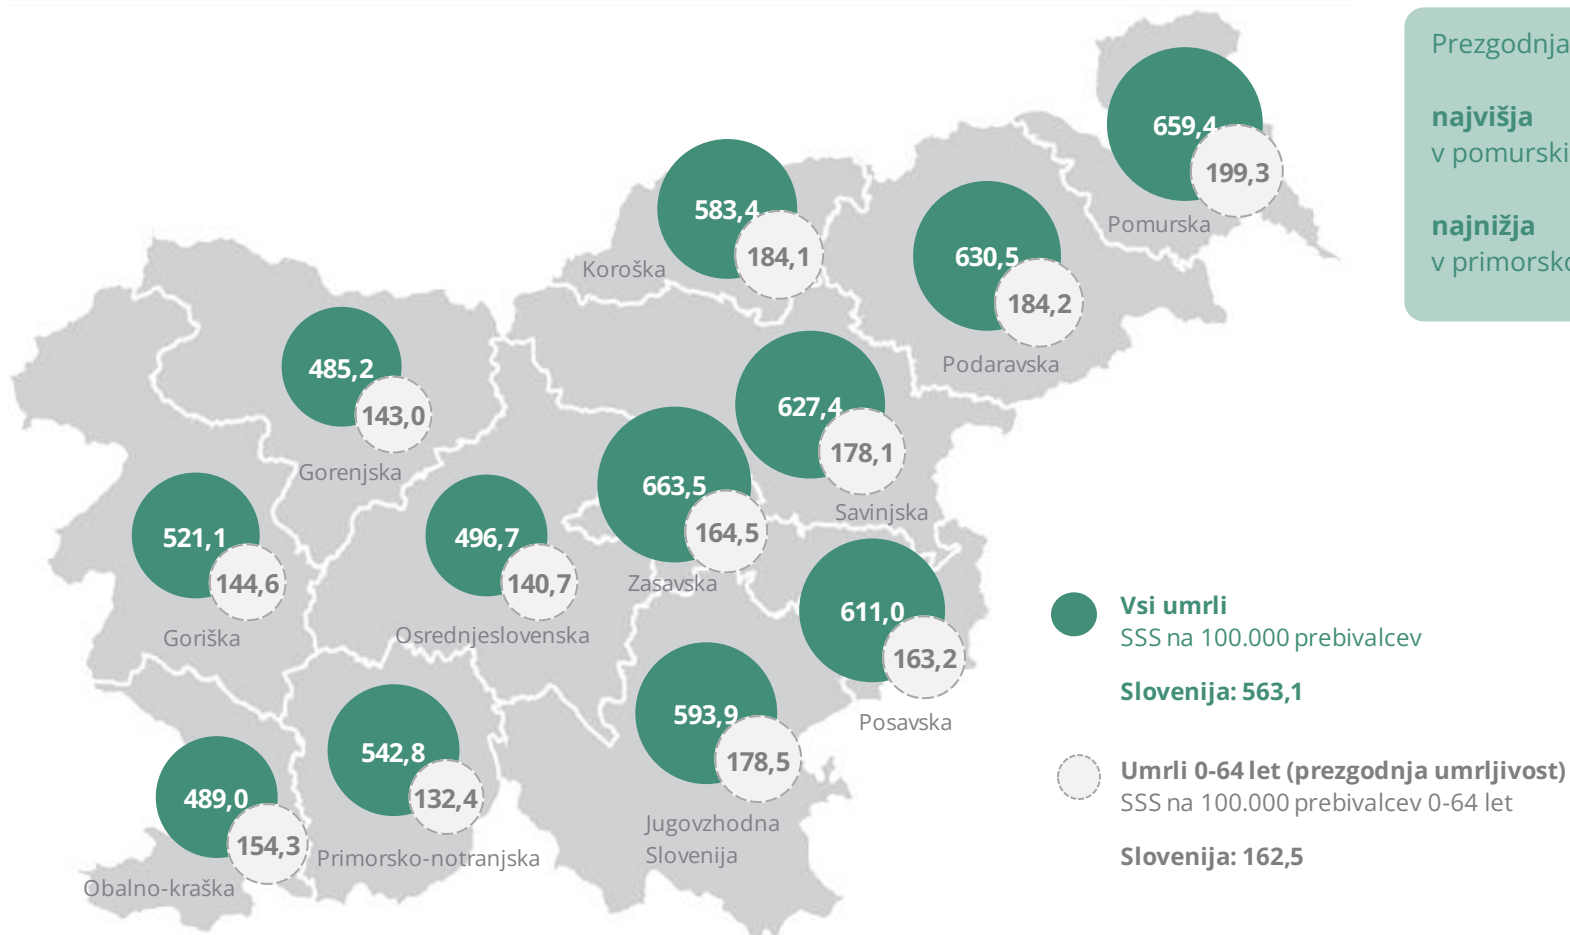 Prezgodnja
najvišja
v pomurski
najnižja
v primorsko
659,4
199,3
Pomurska
583,4
184,1
Koroška
630,5
184,2
Podaravska
485,2
143,0
Gorenjska
627,4
178,1
Savinjska
663,5
164,5
Zasavska
521,1
144,6
Goriška
496,7
140,7
Osrednjeslovenska
611,0
163,2
Posavska
593,9
178,5
Jugovzhodna
Slovenija
542,8
132,4
Primorsko-notranjska
489,0
154,3
Obalno-kraška
Vsi umrli
SSS na 100.000 prebivalcev
Slovenija: 563,1
Umrli 0-64 let (prezgodnja umrljivost)
SSS na 100.000 prebivalcev 0-64 let
Slovenija: 162,5